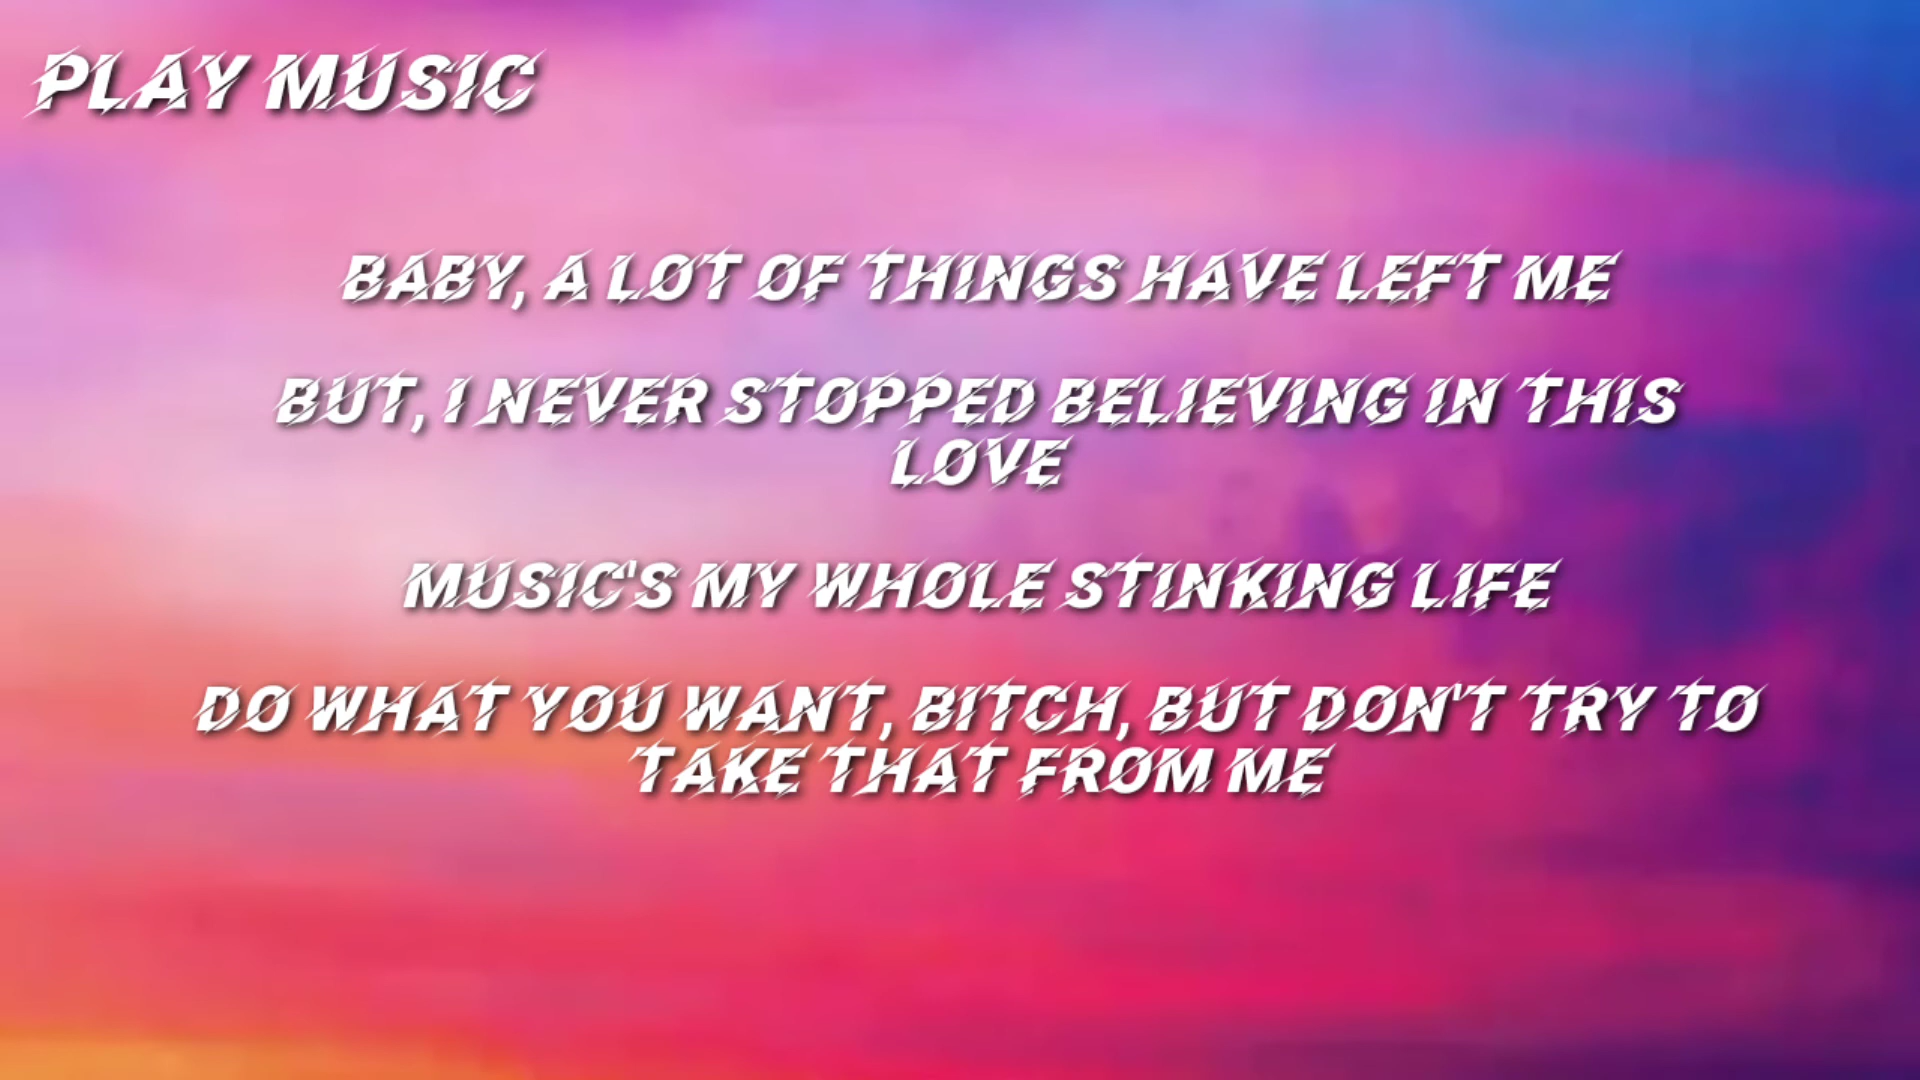 PLAY MUSIC
BABY, A LOT OF THINGS HAVE LEFT ME
BUT, I NEVER STOPPED BELIEVING IN THIS
LOVE
MUSIC'S MY WHOLE STINKING LIFE
DO WHAT YOU WANT, BITCH, BUT DON'T TRY TO
TAKE THAT FROM ME